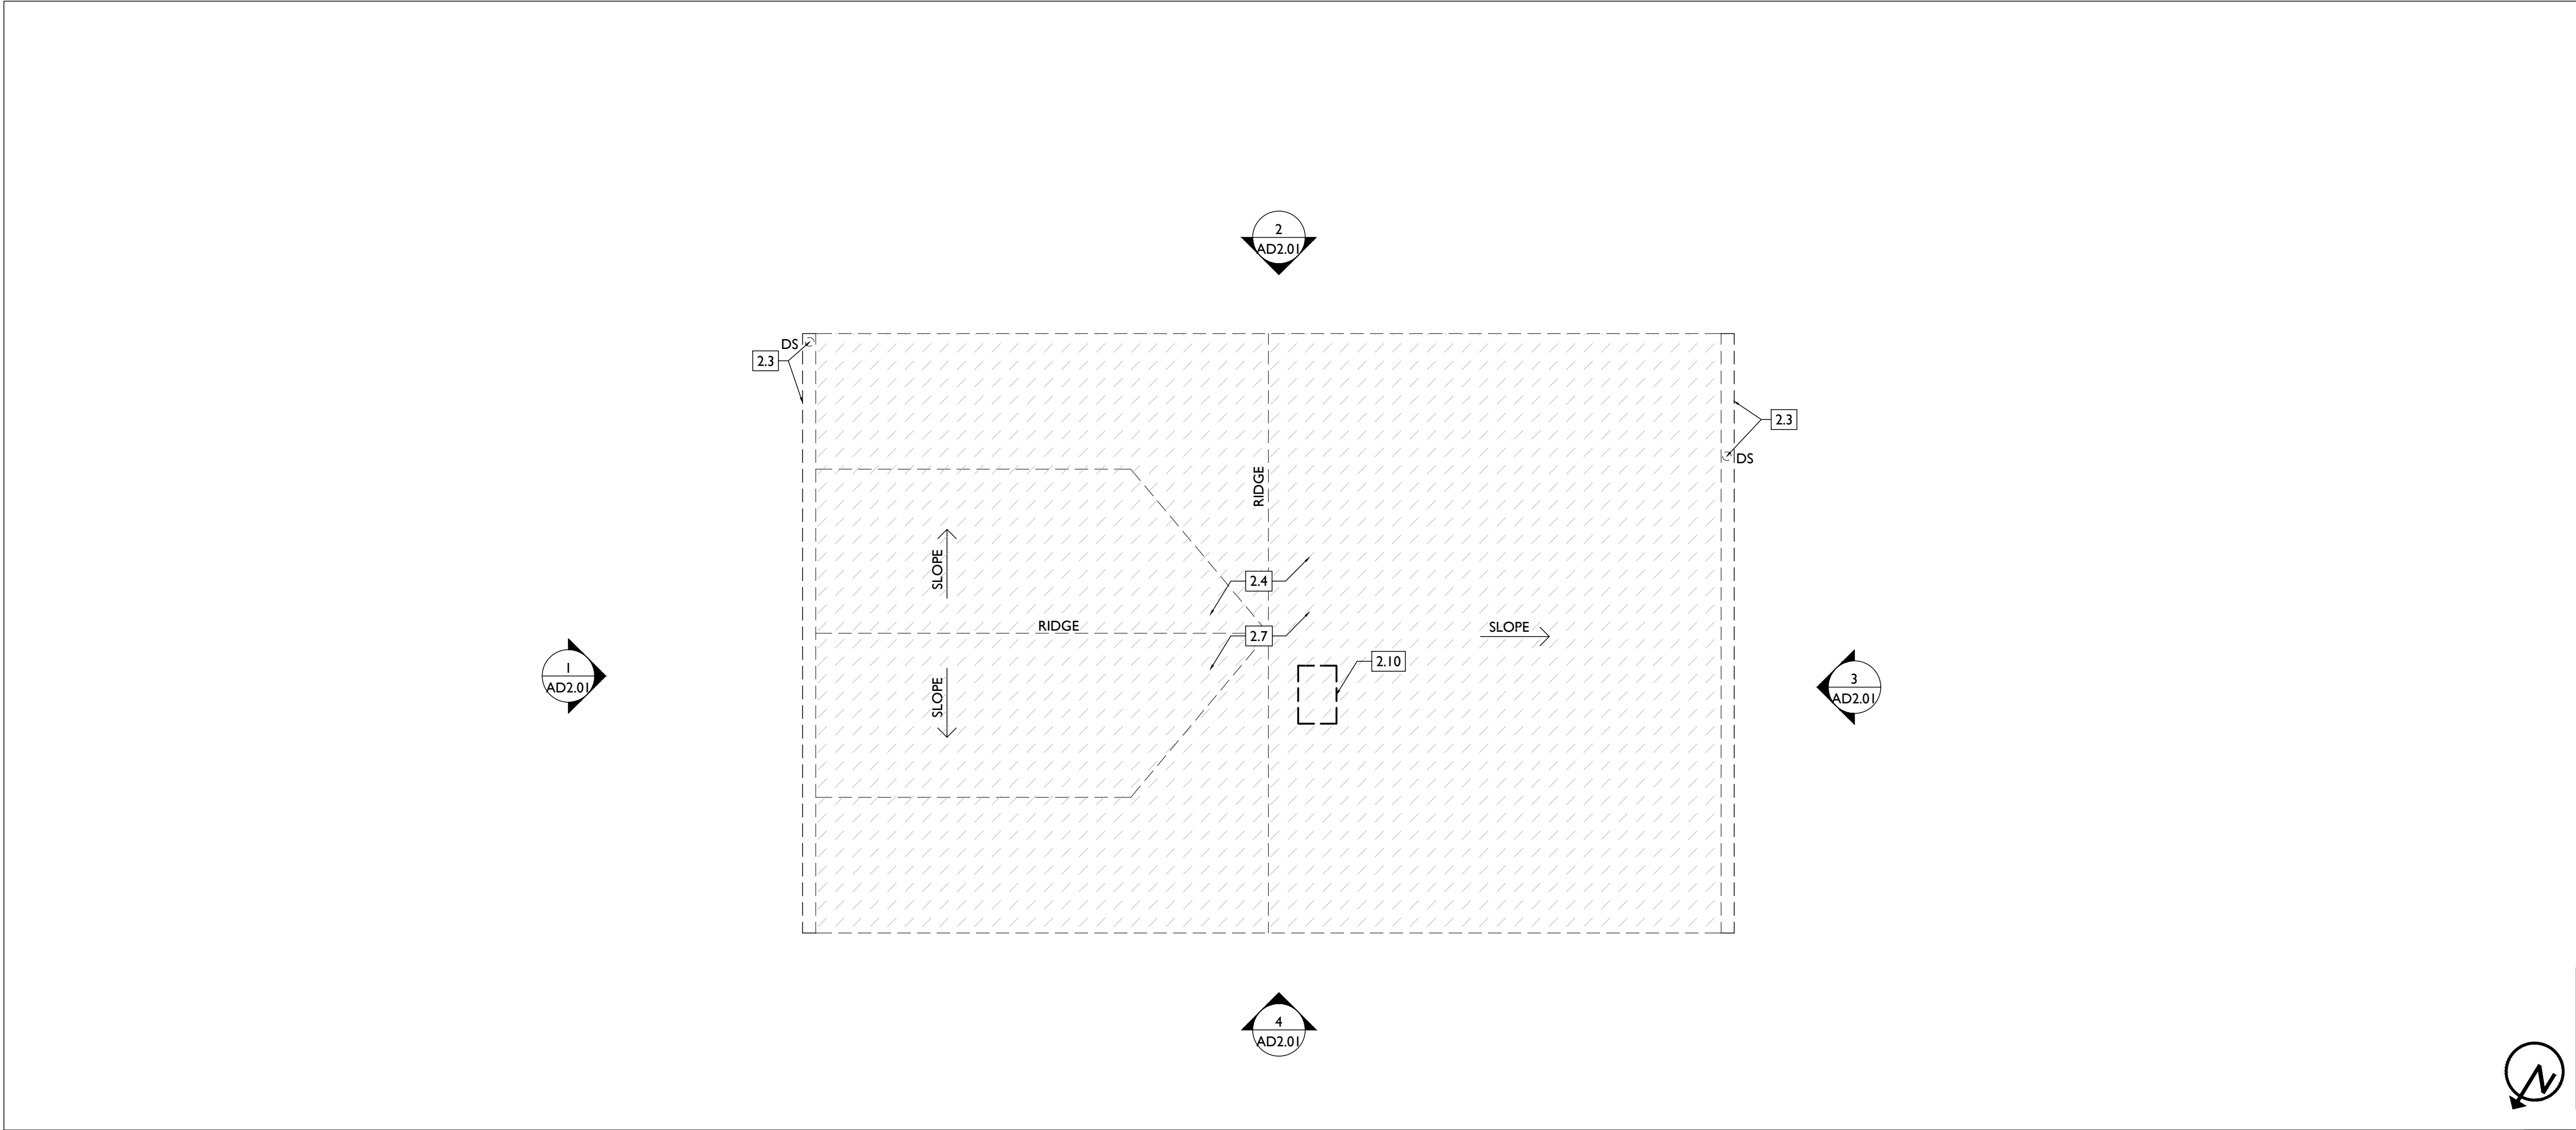 2
AD2.01
DS
2.3
2.3
DS
RIDGE
SLOPE
2.4
RIDGE
2.7
SLOPE
2.10
1
AD2.01
SLOPE
3
AD2.01
4
AD2.01
N